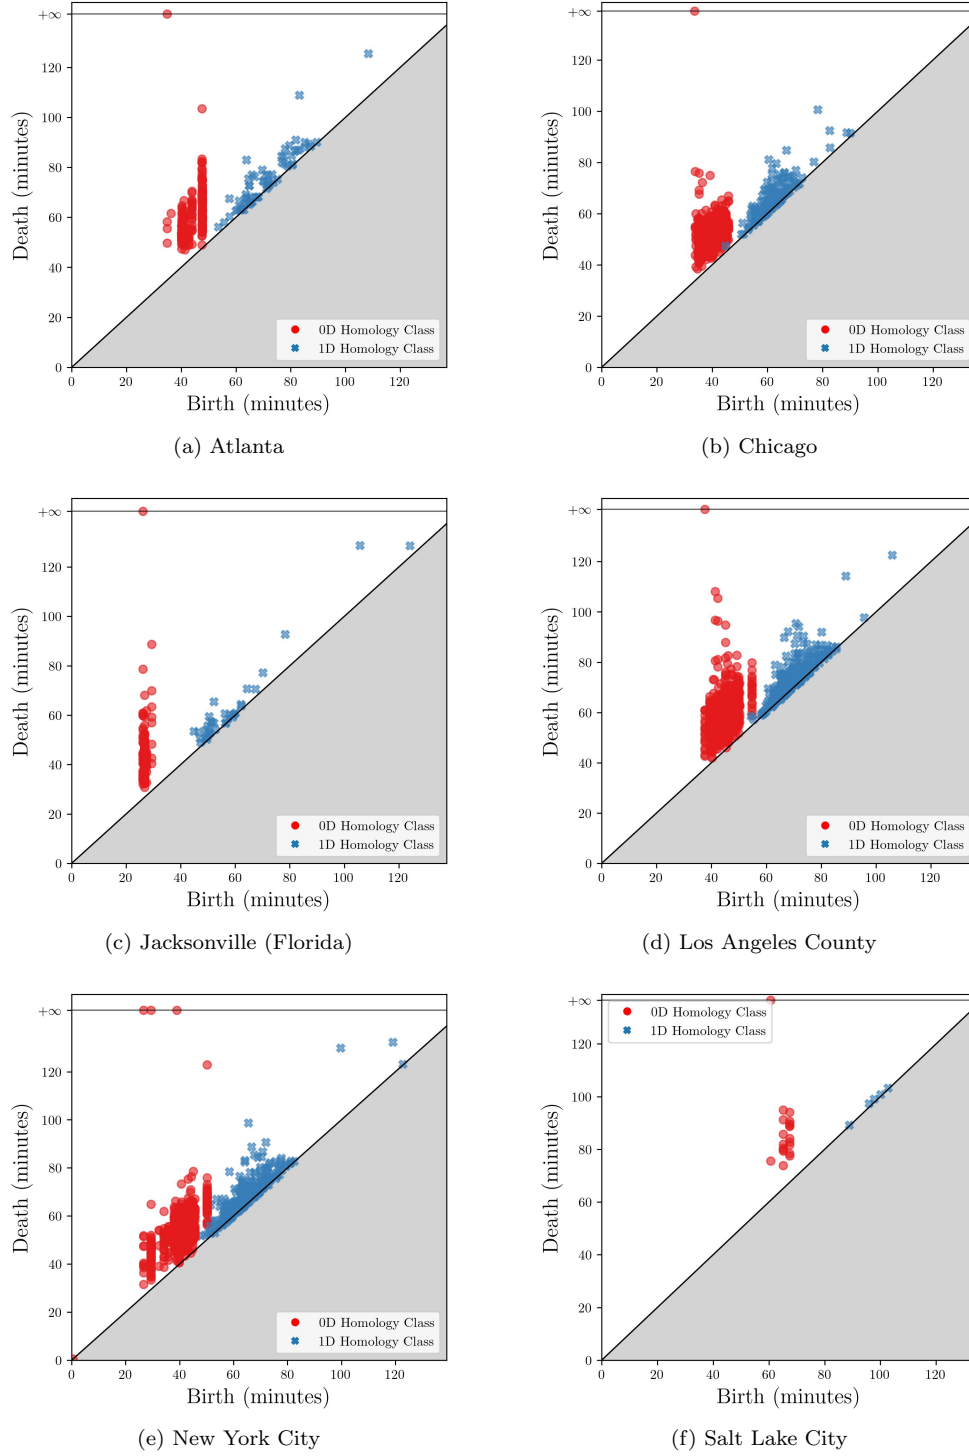 +∞ +∞
120 120
100 100
80 80
60 60
40 40
20 20
0 0
Death (minutes) Death (minutes)
0D Homology Class 0D Homology Class
1D Homology Class 1D Homology Class
0 20 40 60 80 100 120 0 20 40 60 80 100 120
Birth (minutes) Birth (minutes)
(a) Atlanta (b) Chicago
+∞ +∞
120 120
100 100
80 80
60 60
40 40
20 20
0 0
Death (minutes) Death (minutes)
0D Homology Class 0D Homology Class
1D Homology Class 1D Homology Class
0 20 40 60 80 100 120 0 20 40 60 80 100 120
Birth (minutes) Birth (minutes)
(c) Jacksonville (Florida) (d) Los Angeles County
+∞ +∞
0D Homology Class
1D Homology Class
120 120
100 100
80 80
60 60
40 40
20 20
0 0
Death (minutes) Death (minutes)
0D Homology Class
1D Homology Class
0 20 40 60 80 100 120 0 20 40 60 80 100 120
Birth (minutes) Birth (minutes)
(e) New York City (f) Salt Lake City